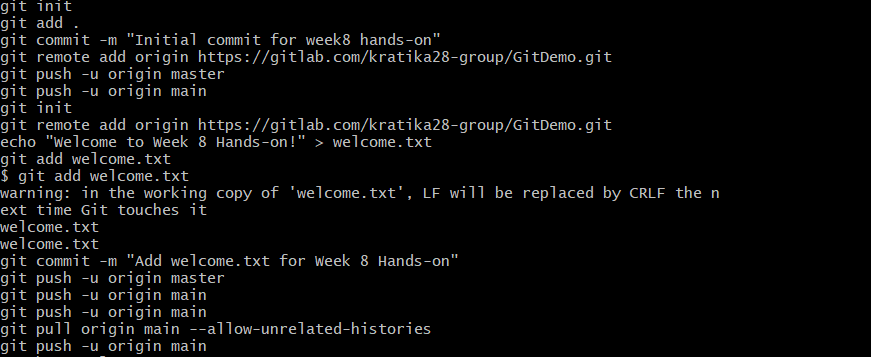 git init
git add .
git commit -m "Initial commit for week8 hands-on"
git remote add origin https://gitlab.com/kratika28-group/GitDemo.git
git push -u origin master
git push -u origin main
git init
git remote add origin https://gitlab.com/kratika28-group/GitDemo.git
echo "Welcome to Week 8 Hands-on!" > welcome.txt
git add welcome.txt
$ git add welcome.txt
warning: in the working copy of 'welcome.txt', LF will be replaced by CRLF the n
ext time Git touches it
welcome.txt
welcome.txt
git commit -m "Add welcome.txt for Week 8 Hands-on"
git push -u origin master
git push -u origin main
git push -u origin main
git pull origin main --allow-unrelated-histories
git push -u origin main